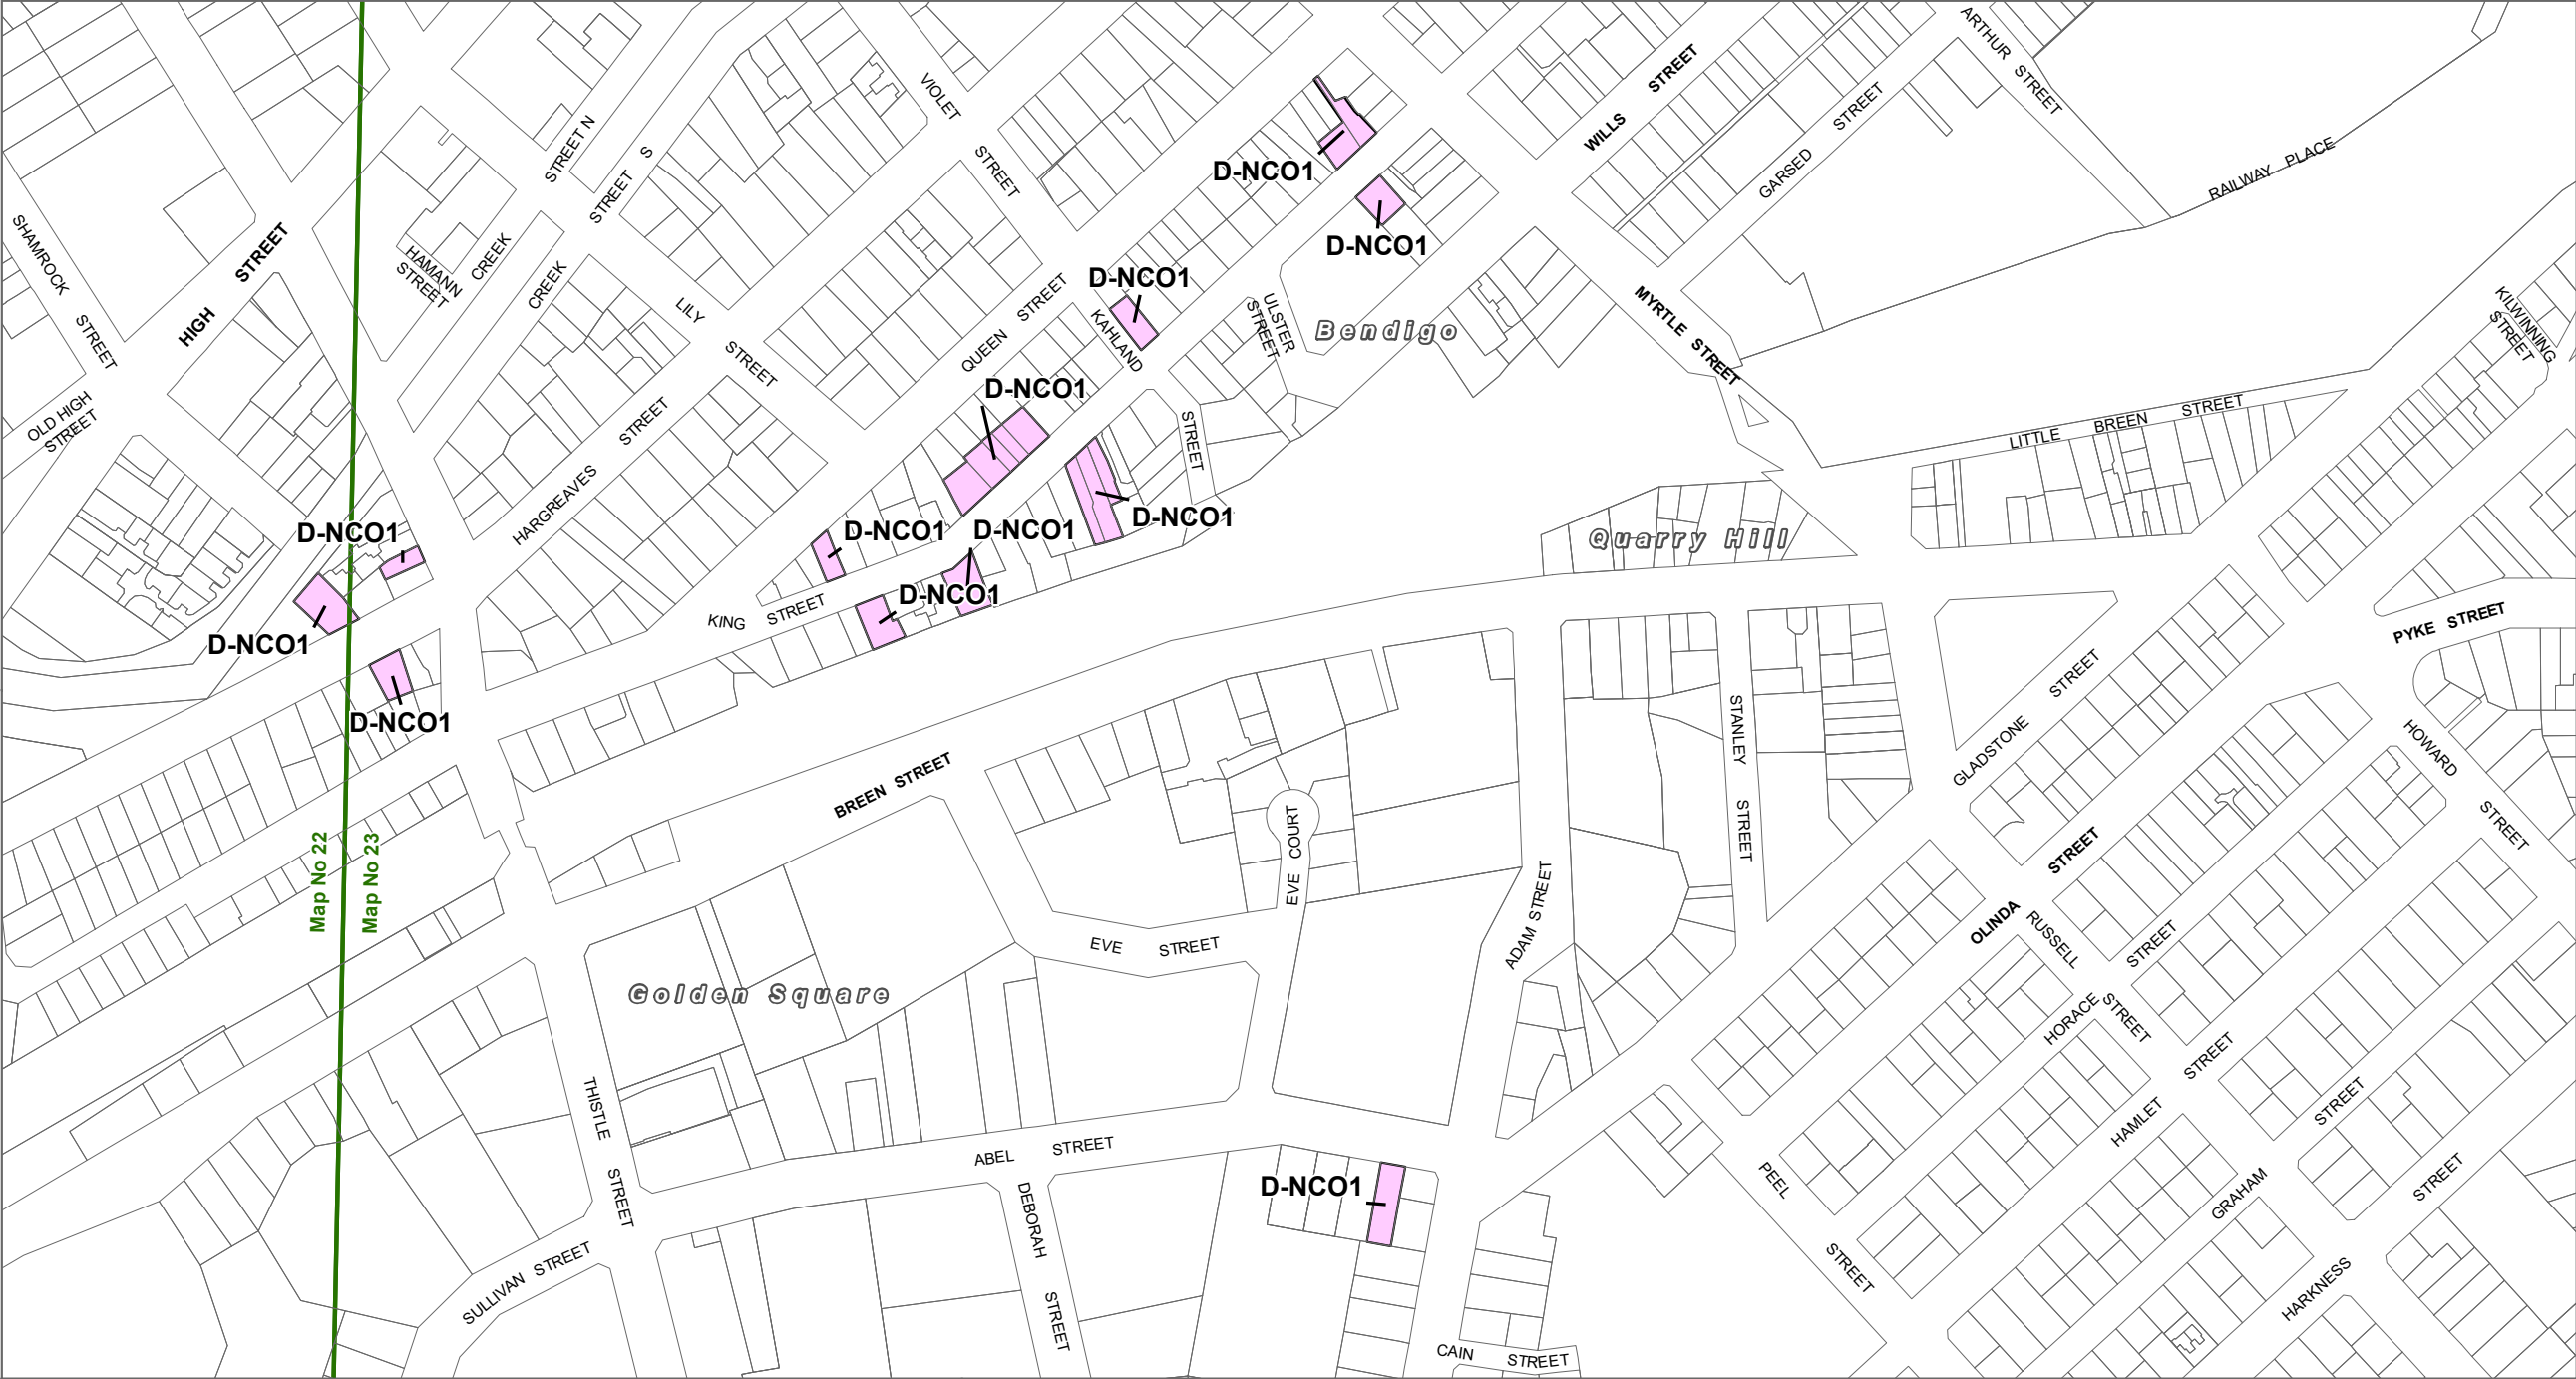 ARTHUR STREET
WILLS STREET
VIOLET STREET
STREET N
STREET S
GARSED STREET
RAILWAY PLACE
D-NCO1
D-NCO1
SHAMROCK STREET
HIGH STREET
HAMANN
STREET
CREEK
CREEK
LILY STREET
QUEEN STREET
D-NCO1
KAHLAND
STREET
ULSTER
STREET
Bendigo
MYRTLE STREET
KILWINNING
STREET
OLD HIGH
STREET
HARGREAVES STREET
D-NCO1
LITTLE BREEN STREET
D-NCO1
D-NCO1
D-NCO1
D-NCO1
D-NCO1
D-NCO1
D-NCO1
KING STREET
Quarry Hill
PYKE STREET
D-NCO1
BREEN STREET
STANLEY STREET
GLADSTONE STREET
HOWARD STREET
Map No 22
Map No 23
EVE COURT
EVE STREET
ADAM STREET
OLINDA STREET
RUSSELL STREET
STREET
Golden Square
HORACE
HAMLET STREET
THISTLE STREET
ABEL STREET
DEBORAH STREET
SULLIVAN STREET
D-NCO1
PEEL STREET
GRAHAM STREET
HARKNESS STREET
CAIN STREET